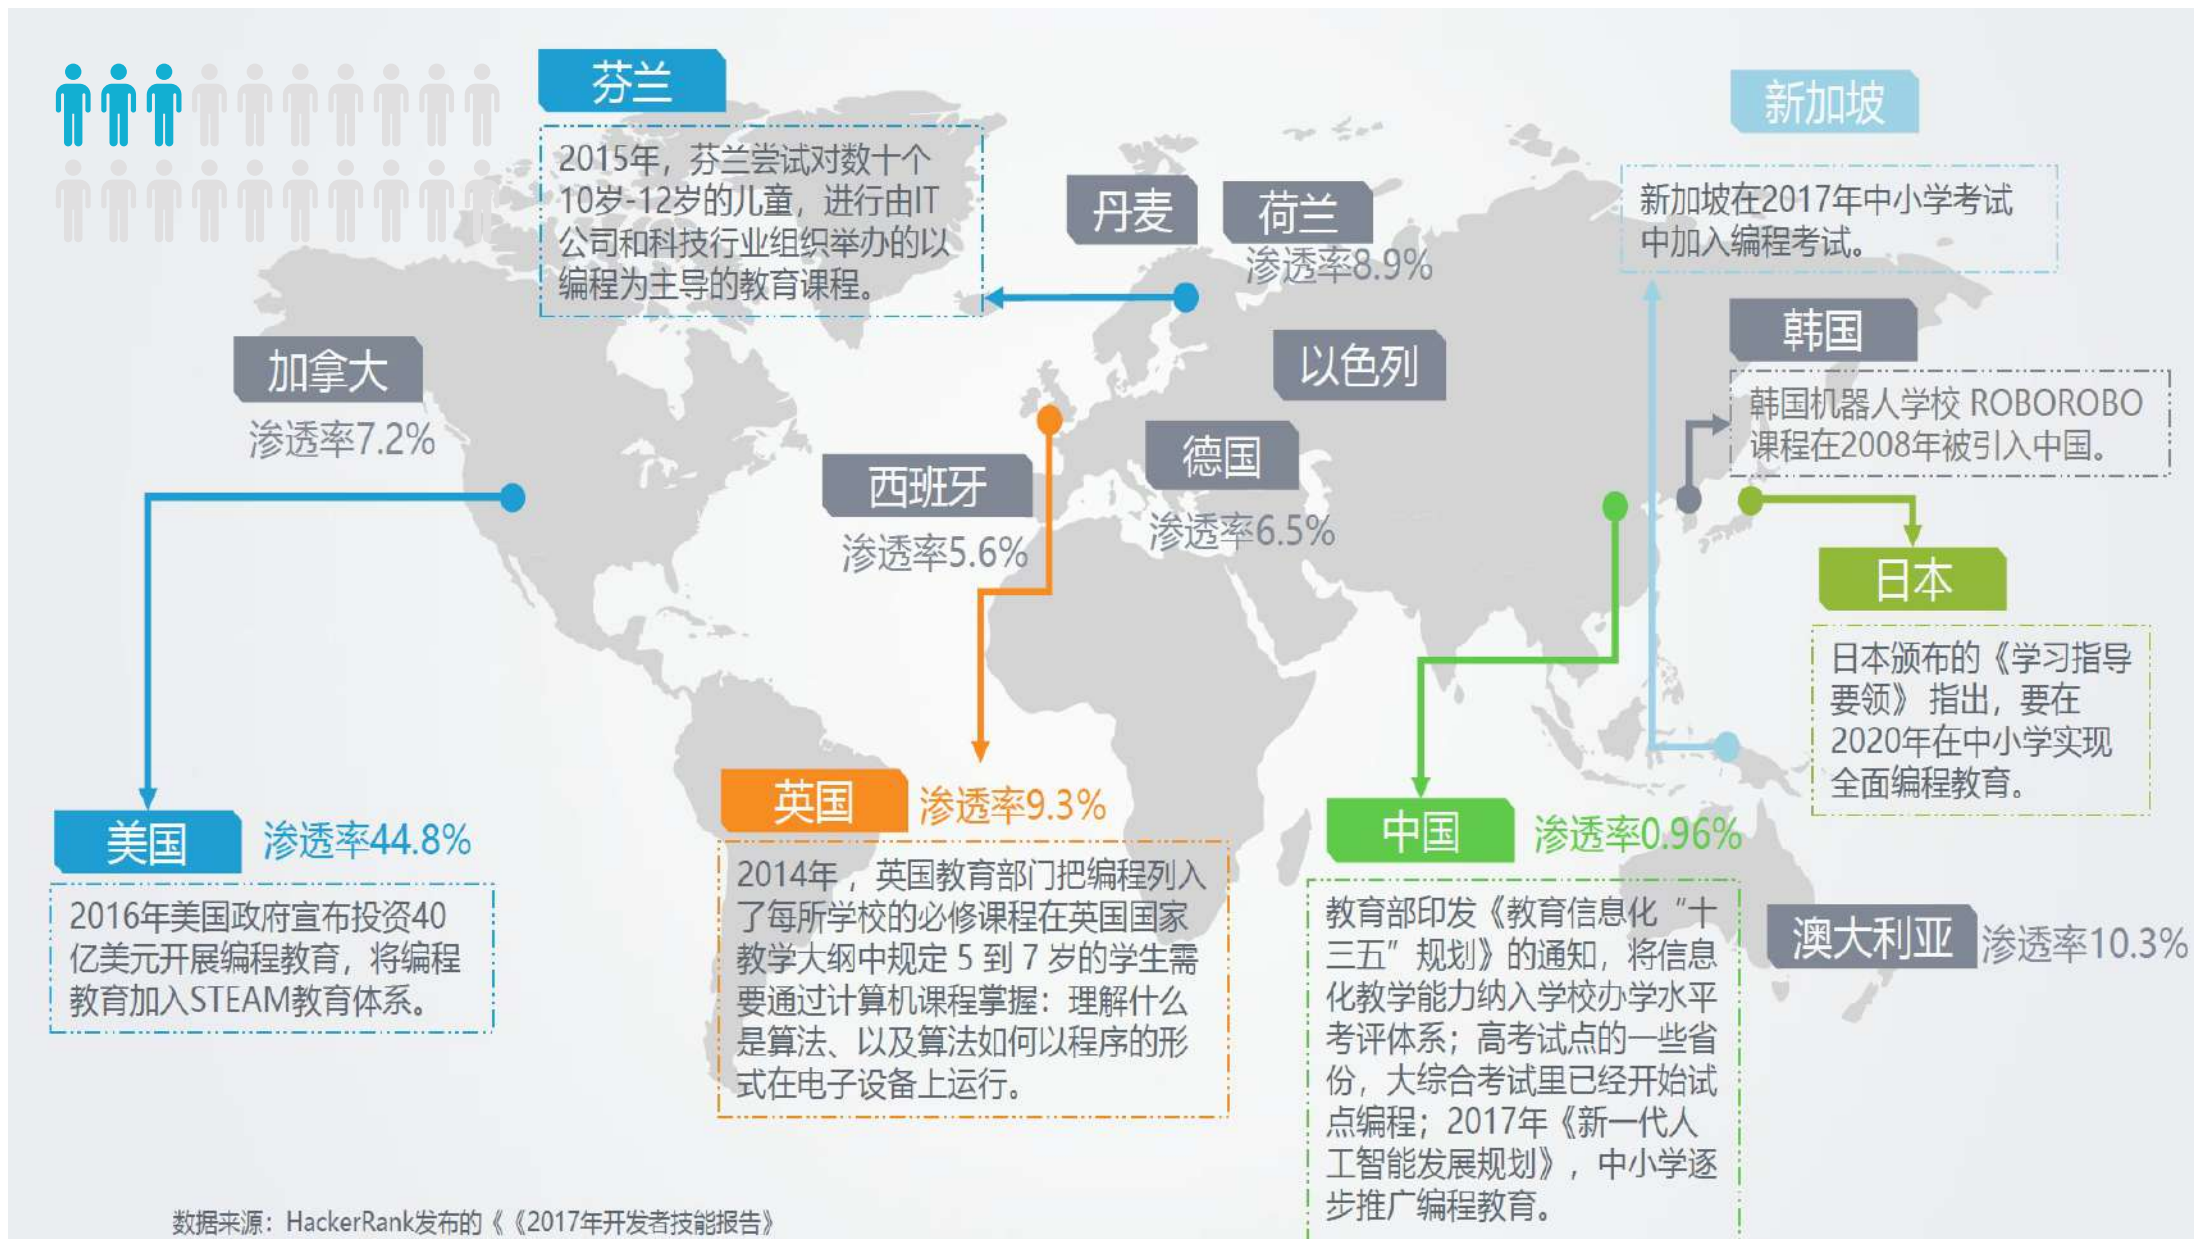 芬兰
2015年，芬兰尝试对数十个
10岁-12岁的儿童，进行由IT
公司和科技行业组织举办的以
编程为主导的教育课程。
丹麦
荷兰
渗透率8.9%
新加坡
新加坡在2017年中小学考试
中加入编程考试。
加拿大
渗透率7.2%
以色列
韩国
韩国机器人学校 ROBOROBO
课程在2008年被引入中国。
西班牙
渗透率5.6%
德国
渗透率6.5%
日本
日本颁布的《学习指导
要领》 指出，要在
2020年在中小学实现
全面编程教育。
美国
渗透率44.8%
2016年美国政府宣布投资40
亿美元开展编程教育，将编程
教育加入STEAM教育体系。
英国
渗透率9.3%
2014年，英国教育部门把编程列入
了每所学校的必修课程在英国国家
教学大纲中规定 5 到 7 岁的学生需
要通过计算机课程掌握：理解什么
是算法、以及算法如何以程序的形
式在电子设备上运行。
中国
渗透率0.96%
教育部印发《教育信息化“十
三五”规划》的通知，将信息
化教学能力纳入学校办学水平
考评体系；高考试点的一些省
份，大综合考试里已经开始试
点编程；2017年《新一代人
工智能发展规划》，中小学逐
步推广编程教育。
澳大利亚
渗透率10.3%
数据来源：HackerRank发布的《《2017年开发者技能报告》